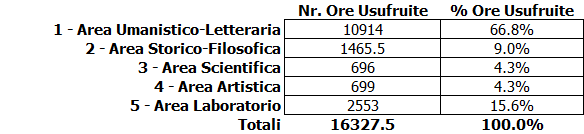 Nr. Ore Usufruite % Ore Usufruite
1 - Area Umanistico-Letteraria 10914 66.8%
2 - Area Storico-Filosofica 1465.5 9.0%
3 - Area Scientifica 696 4.3%
4 - Area Artistica 699 4.3%
5 - Area Laboratorio 2553 15.6%
Totali 16327.5 100.0%